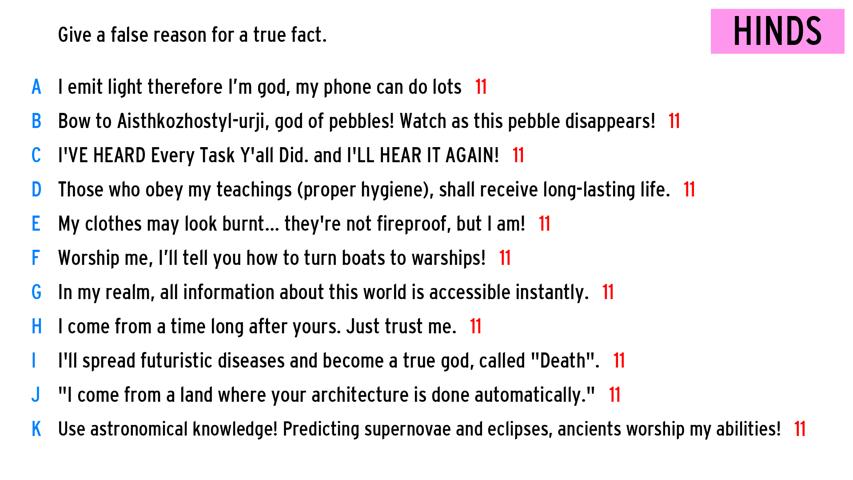 Give a false reason for a true fact.
HINDS
A I emit light therefore I'm god, my phone can do lots 11
B Bow to Aisthkozhostyl-urji, god of pebbles! Watch as this pebble disappears! 11
C I'VE HEARD Every Task Y'all Did. and I'LL HEAR IT AGAIN! 11
D Those who obey my teachings (proper hygiene), shall receive long-lasting life. 11
E My clothes may look burnt... they're not fireproof, but I am! 11
F Worship me, I'll tell you how to turn boats to warships! 11
G In my realm, all information about this world is accessible instantly. 11
H I come from a time long after yours. Just trust me. 11
I I'll spread futuristic diseases and become a true god, called "Death". 11
J "I come from a land where your architecture is done automatically." 11
K Use astronomical knowledge! Predicting supernovae and eclipses, ancients worship my abilities! 11